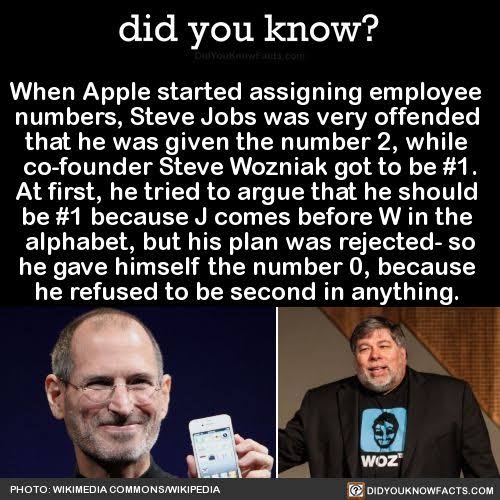 did you know?
DidYouKnowFacts.com
When Apple started assigning employee
numbers, Steve Jobs was very offended
that he was given the number 2, while
co-founder Steve Wozniak got to be #1.
At first, he tried to argue that he should
be #1 because J comes before W in the
alphabet, but his plan was rejected- so
he gave himself the number 0, because
he refused to be second in anything.
WOZ
PHOTO: WIKIMEDIA COMMONS/WIKIPEDIA
DIDYOUKNOWFACTS.COM